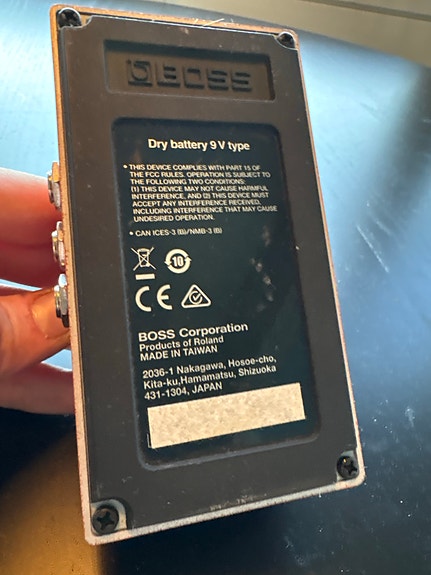 BOSS
Dry battery 9 V type
• THIS DEVICE COMPLIES WITH PART 15 OF
THE FCC RULES. OPERATION IS SUBJECT TO
THE FOLLOWING TWO CONDITIONS:
(1) THIS DEVICE MAY NOT CAUSE HARMFUL
INTERFERENCE, AND (2) THIS DEVICE MUST
ACCEPT ANY INTERFERENCE RECEIVED,
INCLUDING INTERFERENCE THAT MAY CAUSE
UNDESIRED OPERATION.
• CAN ICES-3 (B)/NMB-3 (B)
10
CE
BOSS Corporation
Products of Roland
MADE IN TAIWAN
2036-1 Nakagawa, Hosoe-cho,
Kita-ku,Hamamatsu, Shizuoka
431-1304, JAPAN